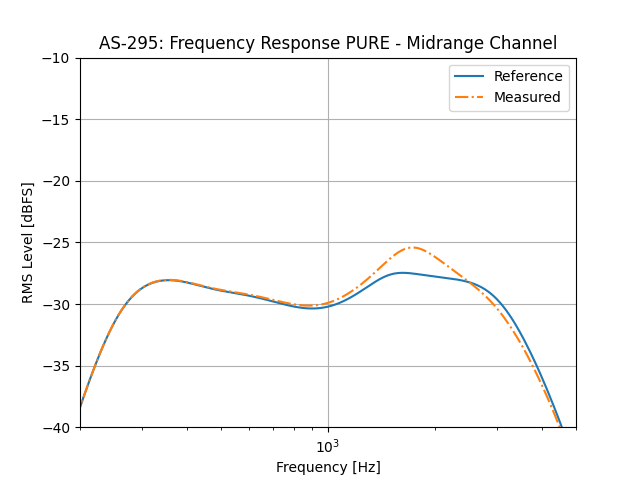 AS-295: Frequency Response PURE - Midrange Channel
Reference
Measured
RMS Level [dBFS]
−10
−15
−20
−25
−30
−35
−40
10³
Frequency [Hz]